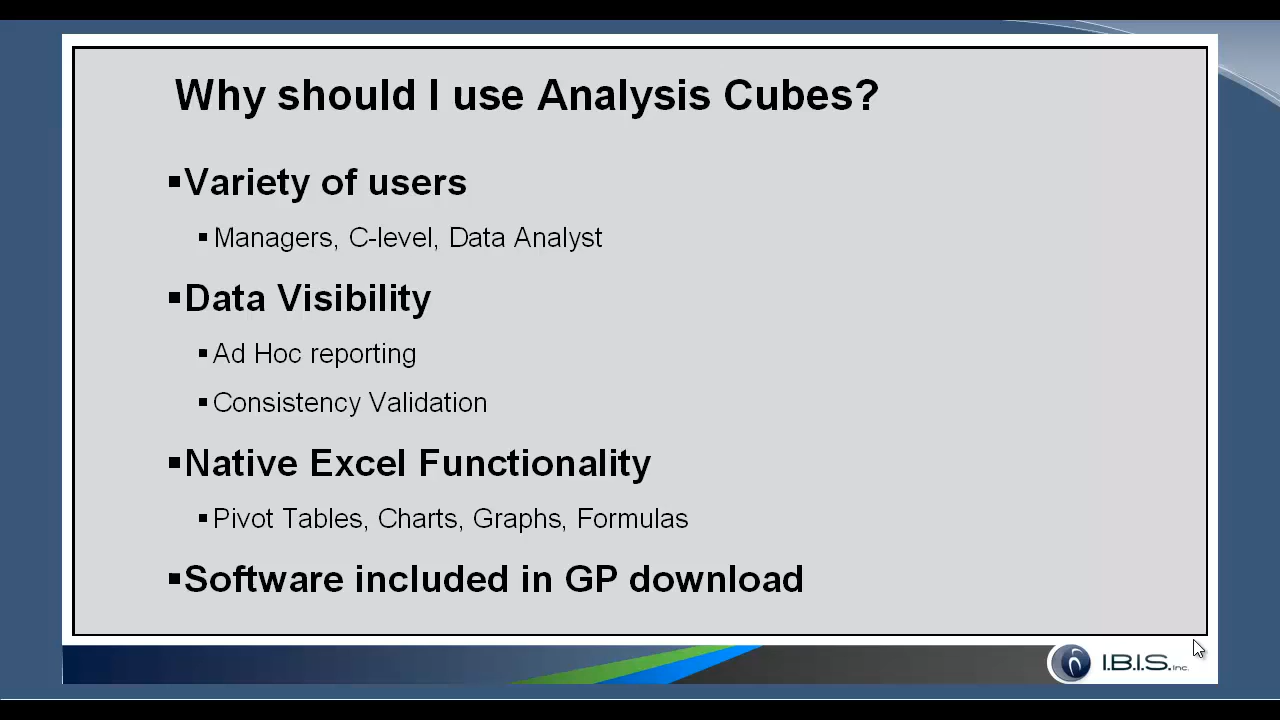 Why should I use Analysis Cubes?
▪Variety of users
▪Managers, C-level, Data Analyst
▪Data Visibility
▪Ad Hoc reporting
▪Consistency Validation
▪Native Excel Functionality
▪Pivot Tables, Charts, Graphs, Formulas
▪Software included in GP download
I.B.I.S. Inc.